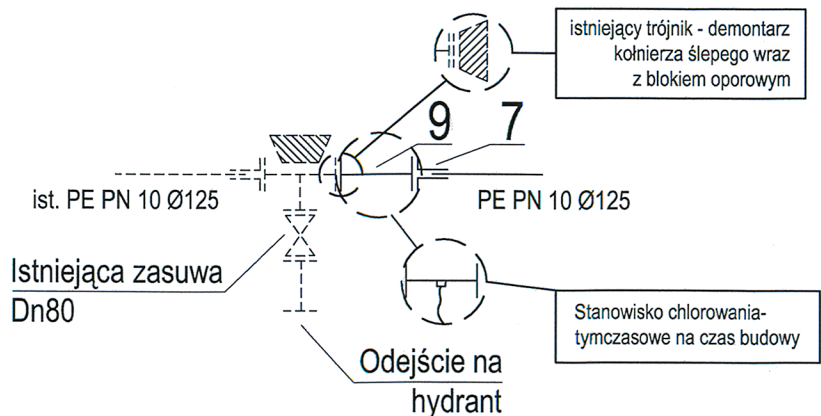 istniejący trójnik - demontarz
kołnierza ślepego wraz
z blokiem oporowym
9
7
ist. PE PN 10 Ø125
PE PN 10 Ø125
Istniejąca zasuwa
Dn80
Stanowisko chlorowania-
tymczasowe na czas budowy
Odejście na
hydrant